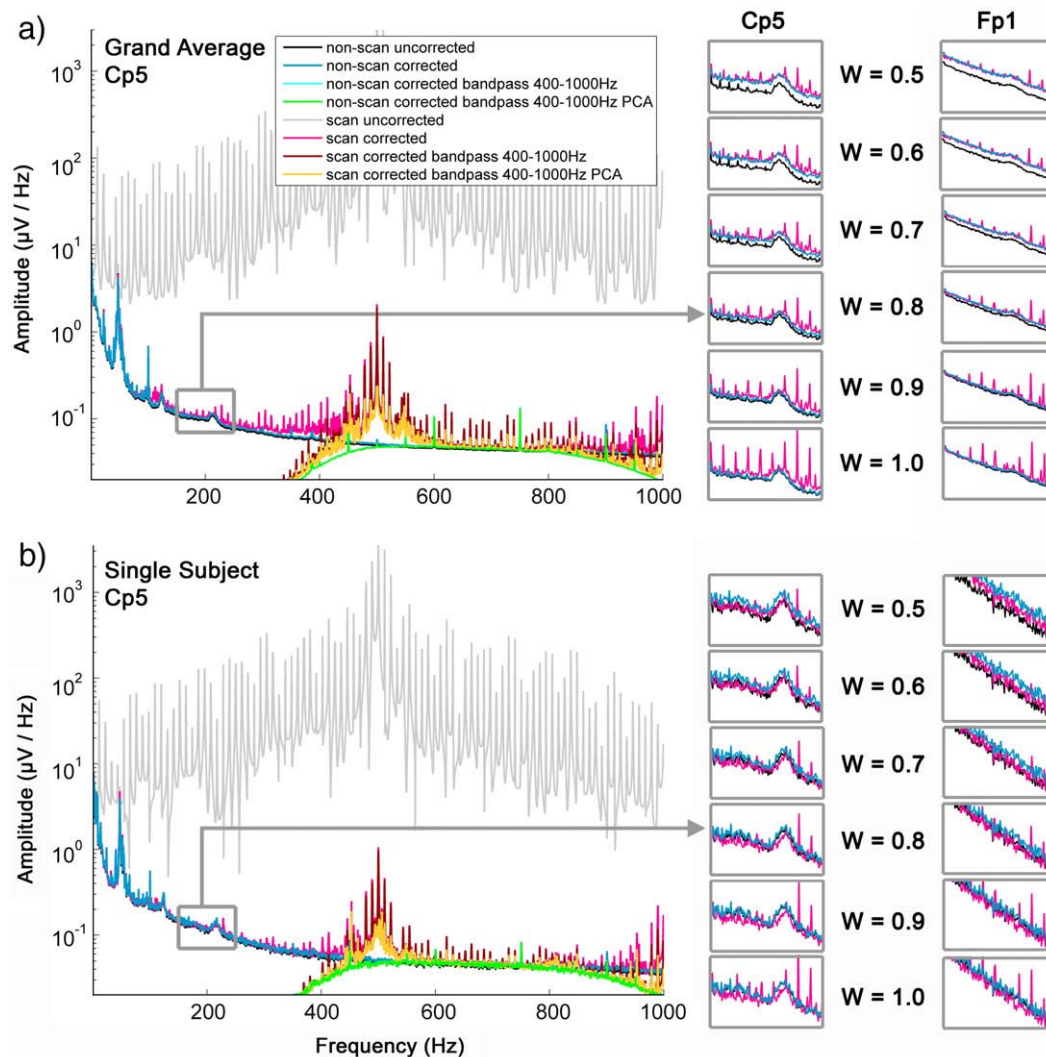 a)
Grand Average
Cp5
non-scan uncorrected
non-scan corrected
non-scan corrected bandpass 400-1000Hz
non-scan corrected bandpass 400-1000Hz PCA
scan uncorrected
scan corrected
scan corrected bandpass 400-1000Hz
scan corrected bandpass 400-1000Hz PCA
Amplitude (µV / Hz)
10³
10²
10¹
10⁰
10⁻¹
200 400 600 800 1000
Cp5 Fp1
W = 0.5
W = 0.6
W = 0.7
W = 0.8
W = 0.9
W = 1.0
b)
Single Subject
Cp5
Amplitude (µV / Hz)
10³
10²
10¹
10⁰
10⁻¹
200 400 600 800 1000
Frequency (Hz)
W = 0.5
W = 0.6
W = 0.7
W = 0.8
W = 0.9
W = 1.0